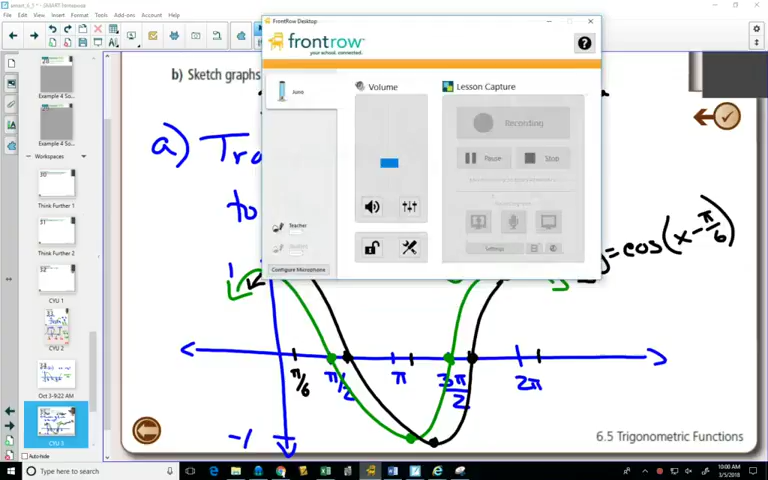 File Edit View Insert Format Tools Add-ons Account Help
FrontRow Desktop
frontrow
your school. connected.
Juno
Volume
Lesson Capture
Recording
Pause
Stop
Settings
Teacher
Configure Microphone
Example 4 So...
Example 4 So...
Workspaces
Think Further 1
Think Further 2
CYU 1
CYU 2
Oct 3-9:22 AM
CYU 3
Auto-hide
b) Sketch graphs
a) Tra
to
y=cos(x-π/6)
1
π/6
π/2
π
3π/2
2π
-1
6.5 Trigonometric Functions
Type here to search
10:00 AM
3/5/2018